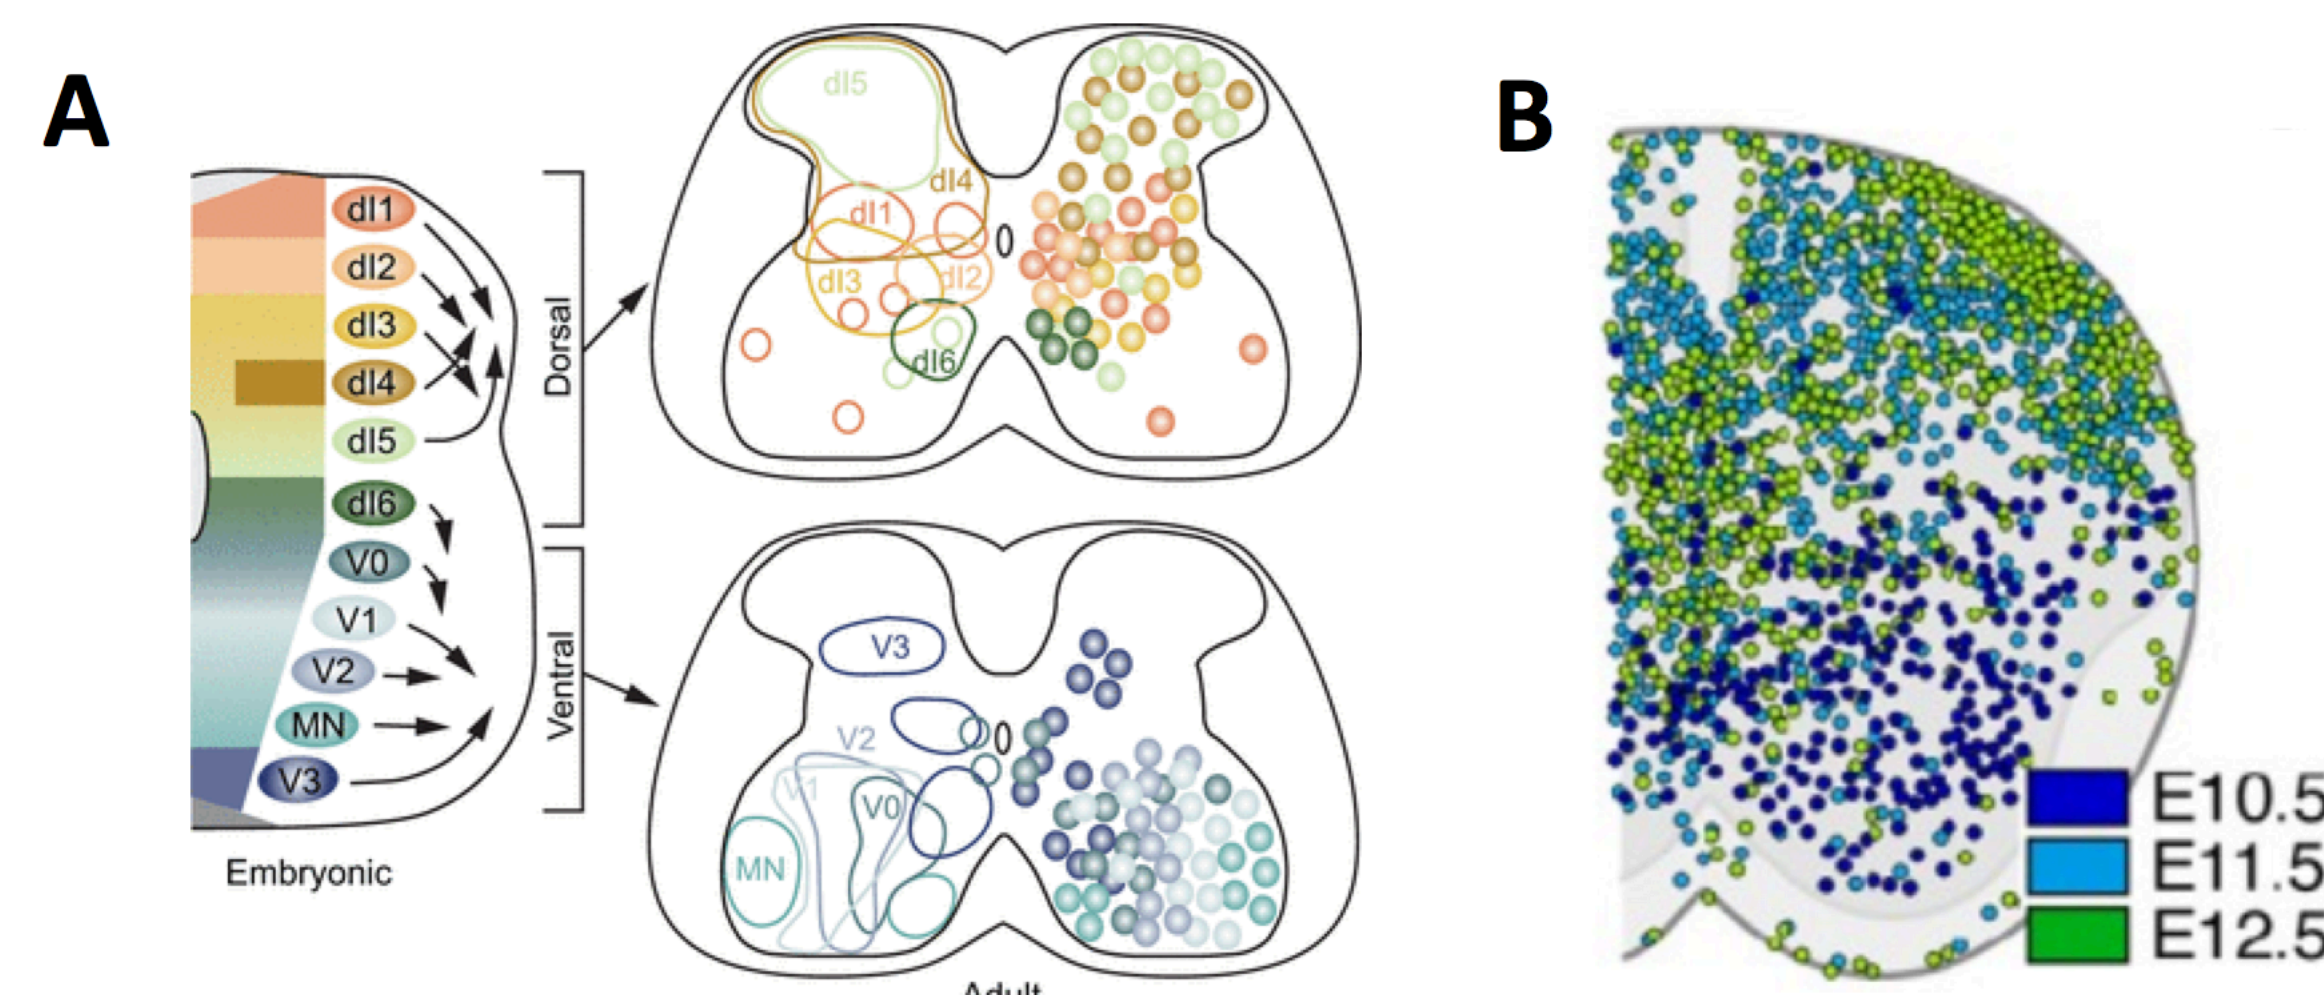 A
dI1
dI2
dI3
dI4
dI5
dI6
V0
V1
V2
MN
V3
Embryonic
Dorsal
Ventral
dI5
dI4
dI1
dI3
dI2
dI6
V3
V2
V1
V0
MN
Adult
B
E10.5
E11.5
E12.5